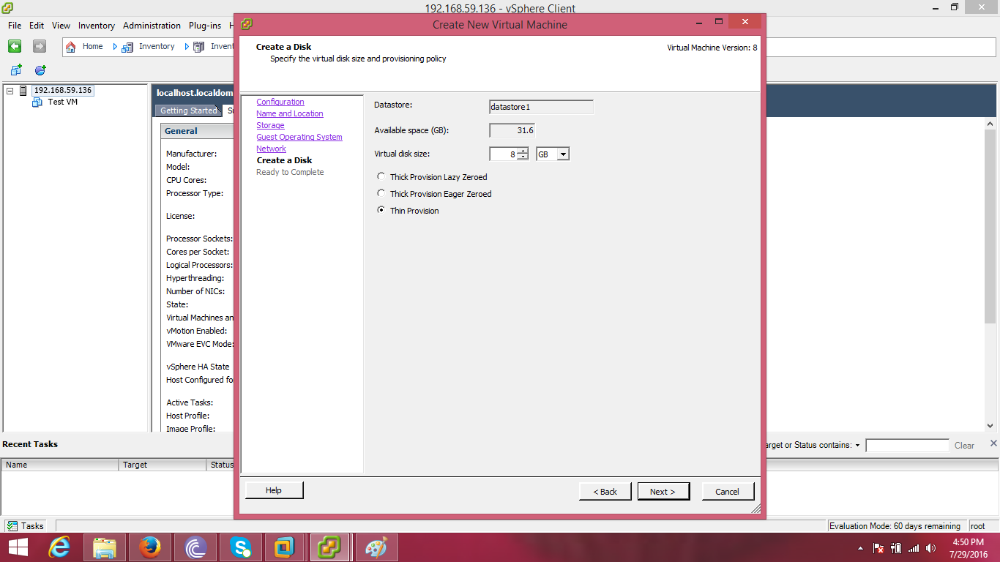 192.168.59.136 - vSphere Client
File Edit View Inventory Administration Plug-ins H
Home Inventory Invent
192.168.59.136
Test VM
localhost.localdom
Getting Started
General
Manufacturer:
Model:
CPU Cores:
Processor Type:
License:
Processor Sockets:
Cores per Socket:
Logical Processors:
Hyperthreading:
Number of NICs:
State:
Virtual Machines an
vMotion Enabled:
VMware EVC Mode:
vSphere HA State
Host Configured fo
Active Tasks:
Host Profile:
Image Profile:
Create New Virtual Machine
Create a Disk
Specify the virtual disk size and provisioning policy
Virtual Machine Version: 8
Configuration
Name and Location
Storage
Guest Operating System
Network
Create a Disk
Ready to Complete
Datastore: datastore1
Available space (GB): 31.6
Virtual disk size: 8 GB
Thick Provision Lazy Zeroed
Thick Provision Eager Zeroed
Thin Provision
Help < Back Next > Cancel
Recent Tasks
arget or Status contains: Clear
Name Target Status
Tasks
Evaluation Mode: 60 days remaining root
4:50 PM
7/29/2016